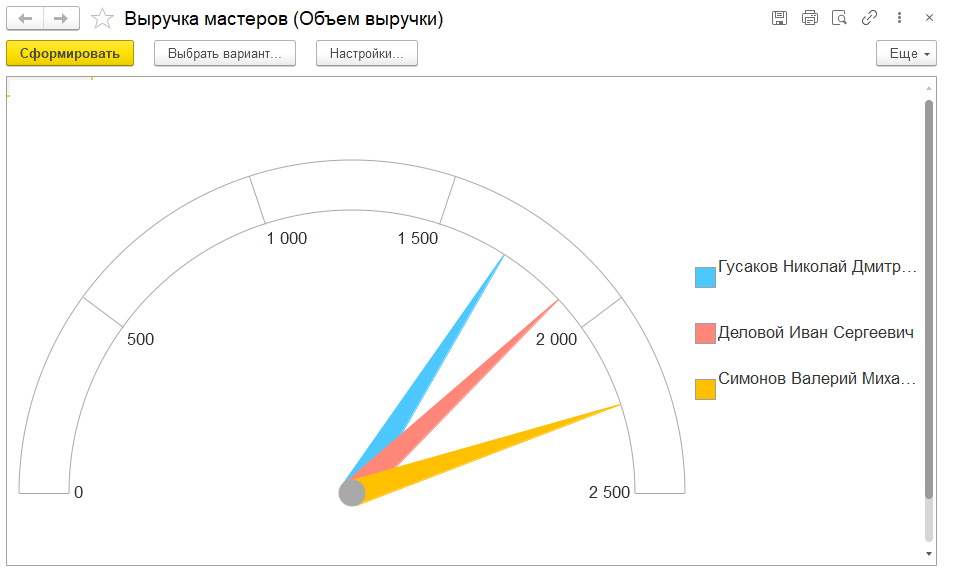 Выручка мастеров (Объем выручки)
Сформировать
Выбрать вариант...
Настройки...
Еще
1 000
1 500
500
2 000
0
2 500
Гусаков Николай Дмитр...
Деловой Иван Сергеевич
Симонов Валерий Миха...